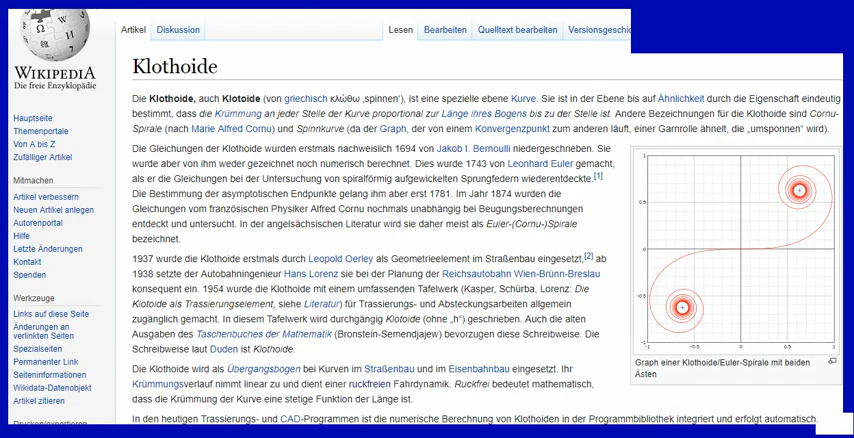 Artikel Diskussion Lesen Bearbeiten Quelltext bearbeiten
WIKIPEDIA
Die freie Enzyklopädie
Hauptseite
Themenportale
Von A bis Z
Zufälliger Artikel
Mitmachen
Artikel verbessern
Neuen Artikel anlegen
Autorenportal
Hilfe
Letzte Änderungen
Kontakt
Spenden
Werkzeuge
Links auf diese Seite
Änderungen an
verlinkten Seiten
Spezialseiten
Permanenter Link
Seiteninformationen
Wikidata-Datenobjekt
Artikel zitieren
Klothoide
Die Klothoide, auch Klotoide (von griechisch κλώθω ‚spinnen‘), ist eine spezielle ebene Kurve. Sie ist in der Ebene bis auf Ähnlichkeit durch die Eigenschaft eindeutig
bestimmt, dass die Krümmung an jeder Stelle der Kurve proportional zur Länge ihres Bogens bis zu der Stelle ist. Andere Bezeichnungen für die Klothoide sind Cornu-
Spirale (nach Marie Alfred Cornu) und Spinnkurve (da der Graph, der von einem Konvergenzpunkt zum anderen läuft, einer Garnrolle ähnelt, die „umsponnen“ wird).
Die Gleichungen der Klothoide wurden erstmals nachweislich 1694 von Jakob I. Bernoulli niedergeschrieben. Sie
wurde aber von ihm weder gezeichnet noch numerisch berechnet. Dies wurde 1743 von Leonhard Euler gemacht,
als er die Gleichungen bei der Untersuchung von spiralförmig aufgewickelten Sprungfedern wiederentdeckte.[1]
Die Bestimmung der asymptotischen Endpunkte gelang ihm aber erst 1781. Im Jahr 1874 wurden die
Gleichungen vom französischen Physiker Alfred Cornu nochmals unabhängig bei Beugungsberechnungen
entdeckt und untersucht. In der angelsächsischen Literatur wird sie daher meist als Euler-(Cornu-)Spirale
bezeichnet.
1937 wurde die Klothoide erstmals durch Leopold Oerley als Geometrieelement im Straßenbau eingesetzt,[2] ab
1938 setzte der Autobahningenieur Hans Lorenz sie bei der Planung der Reichsautobahn Wien-Brünn-Breslau
konsequent ein. 1954 wurde die Klothoide mit einem umfassenden Tafelwerk (Kasper, Schürba, Lorenz: Die
Klotoide als Trassierungselement, siehe Literatur) für Trassierungs- und Absteckungsarbeiten allgemein
zugänglich gemacht. In diesem Tafelwerk wird durchgängig Klotoide (ohne „h“) geschrieben. Auch die alten
Ausgaben des Taschenbuches der Mathematik (Bronstein-Semendjajew) bevorzugen diese Schreibweise. Die
Schreibweise laut Duden ist Klothoide.
Die Klothoide wird als Übergangsbogen bei Kurven im Straßenbau und im Eisenbahnbau eingesetzt. Ihr
Krümmungsverlauf nimmt linear zu und dient einer ruckfreien Fahrdynamik. Ruckfrei bedeutet mathematisch,
dass die Krümmung der Kurve eine stetige Funktion der Länge ist.
In den heutigen Trassierungs- und CAD-Programmen ist die numerische Berechnung von Klothoiden in der Programmbibliothek integriert und erfolgt automatisch.
1
0.5
0
-0.5
-1
-1 -0.5 0 0.5 1
Graph einer Klothoide/Euler-Spirale mit beiden
Ästen